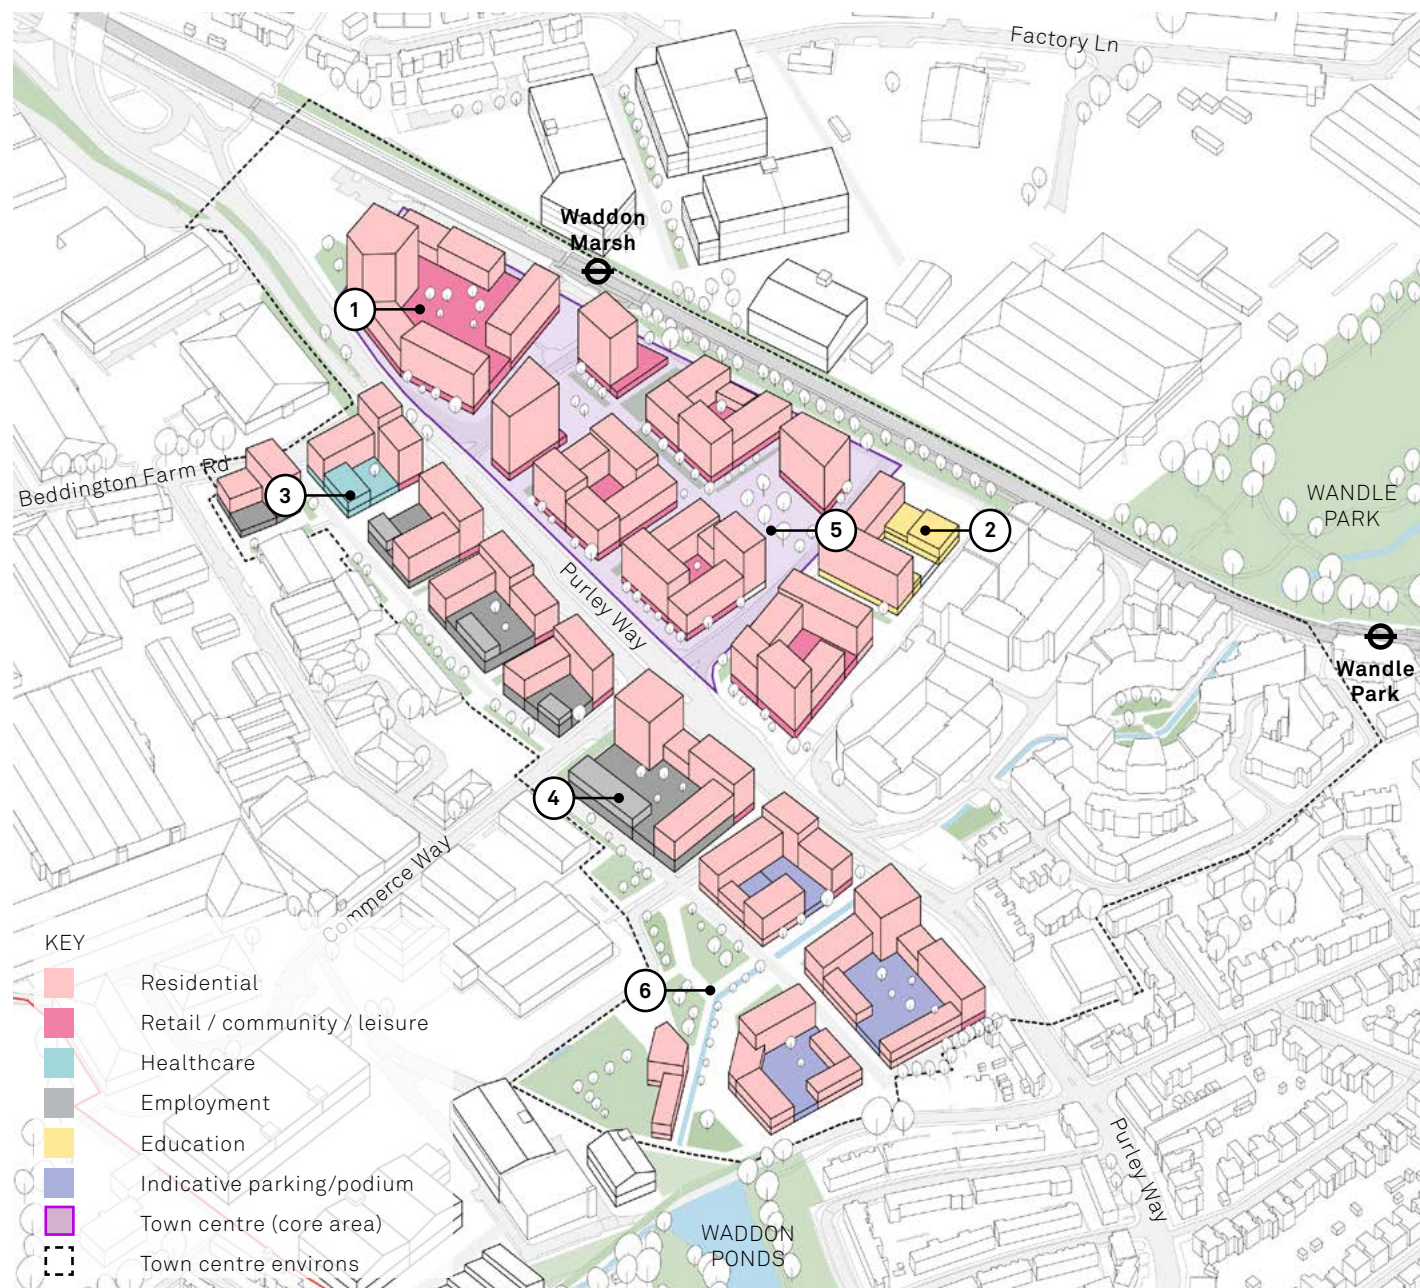 Factory Ln
Waddon
Marsh
1
Beddington Farm Rd
3
WANDLE
PARK
5
2
Purley Way
Wandle
Park
4
Commerce Way
6
KEY
Residential
Retail / community / leisure
Healthcare
Employment
Education
Indicative parking/podium
Town centre (core area)
Town centre environs
Purley Way
WADDON
PONDS